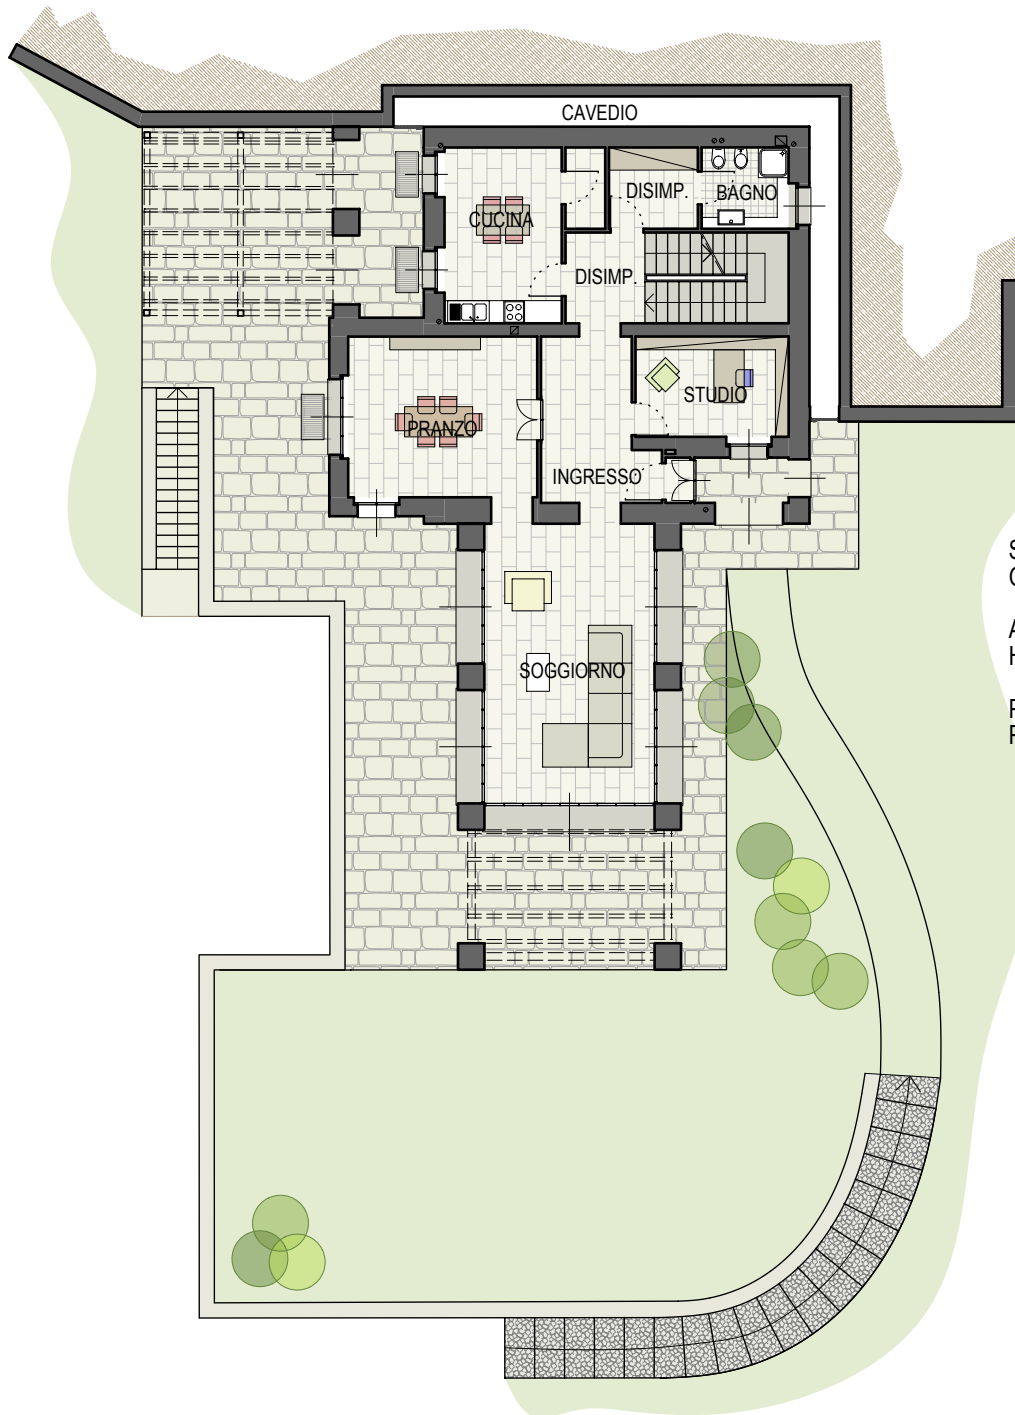 CAVEDIO
DISIMP.
BAGNO
CUCINA
DISIMP.
STUDIO
PRANZO
INGRESSO
SOGGIORNO